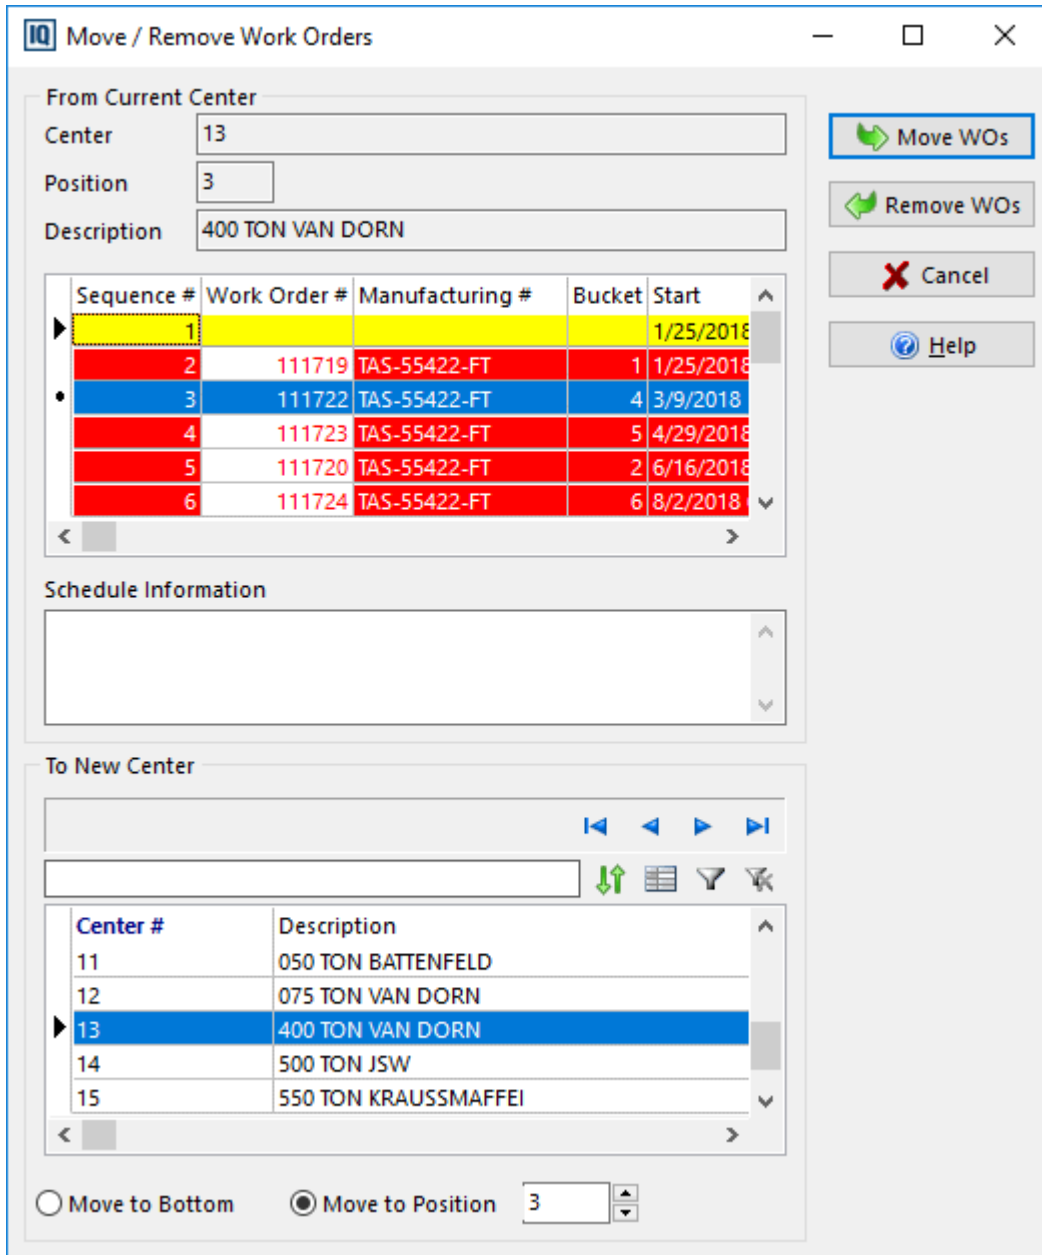 IQ Move / Remove Work Orders
From Current Center
Center 13
Position 3
Description 400 TON VAN DORN
Move WOs
Remove WOs
Cancel
Help
Sequence # Work Order # Manufacturing # Bucket Start
1 1/25/2018
2 111719 TAS-55422-FT 1 1/25/2018
3 111722 TAS-55422-FT 4 3/9/2018
4 111723 TAS-55422-FT 5 4/29/2018
5 111720 TAS-55422-FT 2 6/16/2018
6 111724 TAS-55422-FT 6 8/2/2018
Schedule Information
To New Center
Center # Description
11 050 TON BATTENFELD
12 075 TON VAN DORN
13 400 TON VAN DORN
14 500 TON JSW
15 550 TON KRAUSSMAFFEI
Move to Bottom Move to Position 3